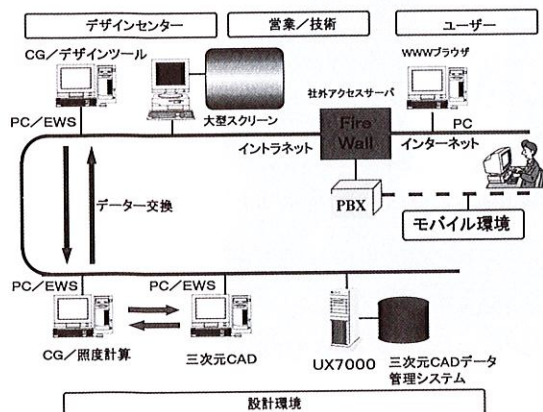 デザインセンター
営業／技術
ユーザー
CG／デザインツール
WWWブラウザ
社外アクセスサーバ
PC／EWS
大型スクリーン
Fire
Wall
PC
イントラネット
インターネット
データー交換
PBX
モバイル環境
PC／EWS
PC／EWS
CG／照度計算
三次元CAD
UX7000
三次元CADデータ
管理システム
設計環境